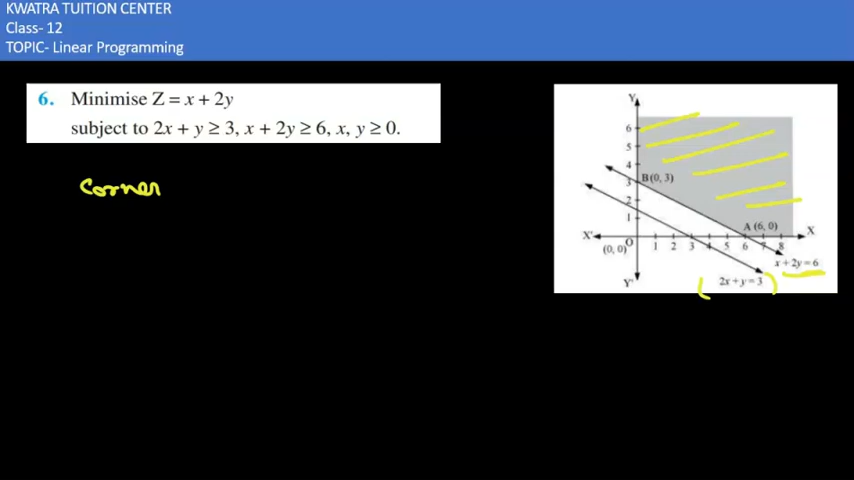 KWATRA TUITION CENTER
Class- 12
TOPIC- Linear Programming
6. Minimise Z = x + 2y
subject to 2x + y ≥ 3, x + 2y ≥ 6, x, y ≥ 0.
Corner
Y
6
5
4
3 B(0, 3)
2
1
A (6, 0)
X' O 1 2 3 4 5 6 7 8 X
(0, 0)
x + 2y = 6
Y' 2x + y = 3